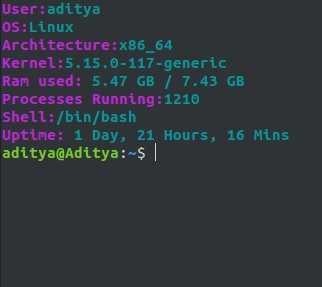 User:aditya
OS:Linux
Architecture:x86_64
Kernel:5.15.0-117-generic
Ram used: 5.47 GB / 7.43 GB
Processes Running:1210
Shell:/bin/bash
Uptime: 1 Day, 21 Hours, 16 Mins
aditya@Aditya:~$